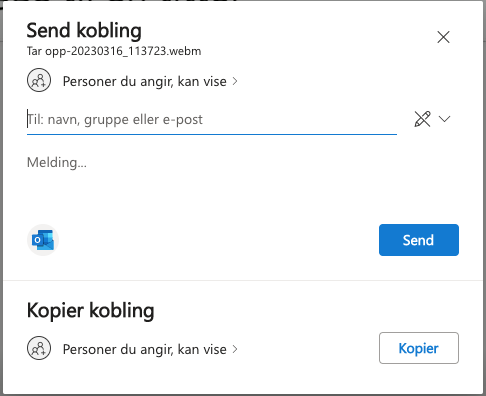 Send kobling
Tar opp-20230316_113723.webm
Personer du angir, kan vise
Til: navn, gruppe eller e-post
Melding...
Send
Kopier kobling
Personer du angir, kan vise
Kopier